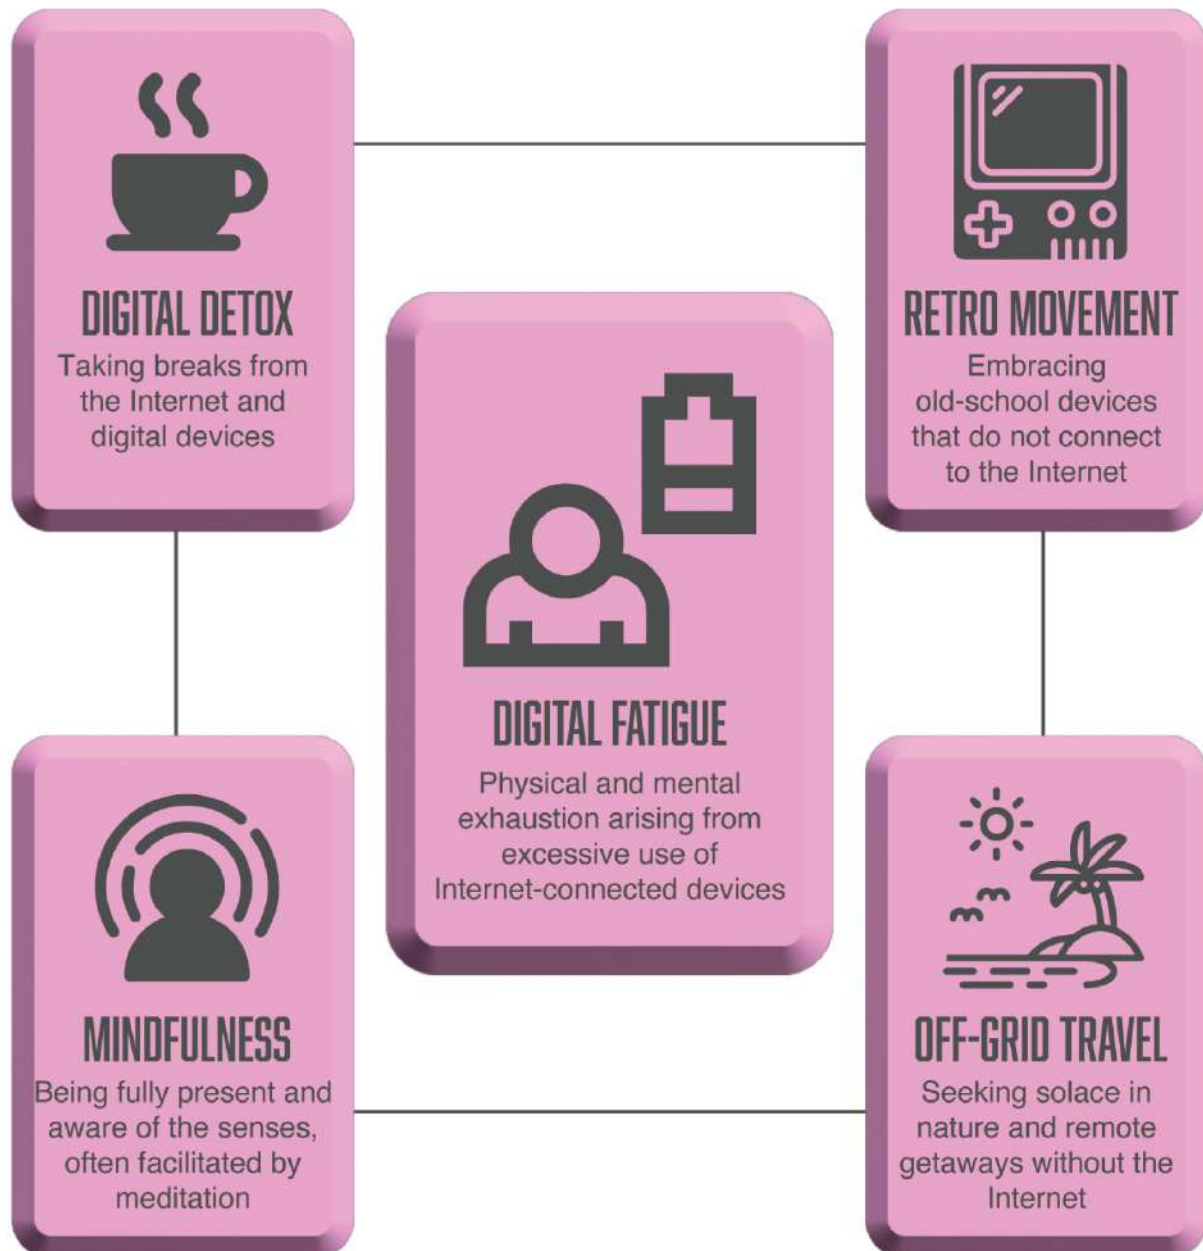 DIGITAL DETOX
Taking breaks from
the Internet and
digital devices
RETRO MOVEMENT
Embracing
old-school devices
that do not connect
to the Internet
DIGITAL FATIGUE
Physical and mental
exhaustion arising from
excessive use of
Internet-connected devices
MINDFULNESS
Being fully present and
aware of the senses,
often facilitated by
meditation
OFF-GRID TRAVEL
Seeking solace in
nature and remote
getaways without the
Internet